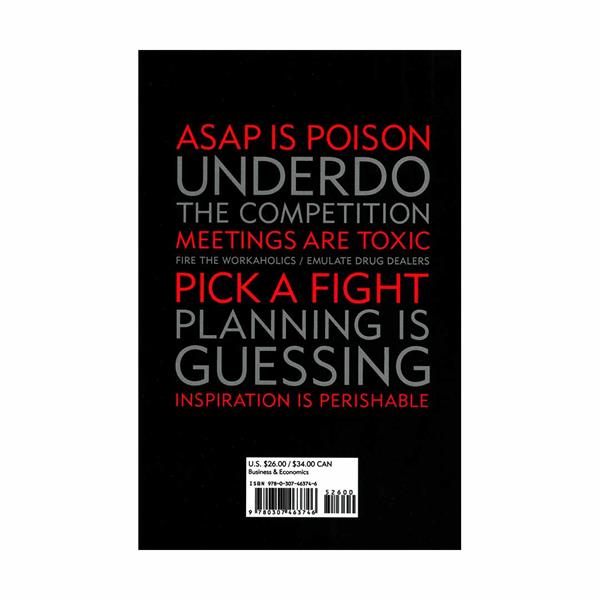 ASAP IS POISON
UNDERDO
THE COMPETITION
MEETINGS ARE TOXIC
FIRE THE WORKAHOLICS / EMULATE DRUG DEALERS
PICK A FIGHT
PLANNING IS
GUESSING
INSPIRATION IS PERISHABLE
U.S. $26.00 / $34.00 CAN
Business & Economics
ISBN 978-0-307-46374-6
52600
9 780307 463746